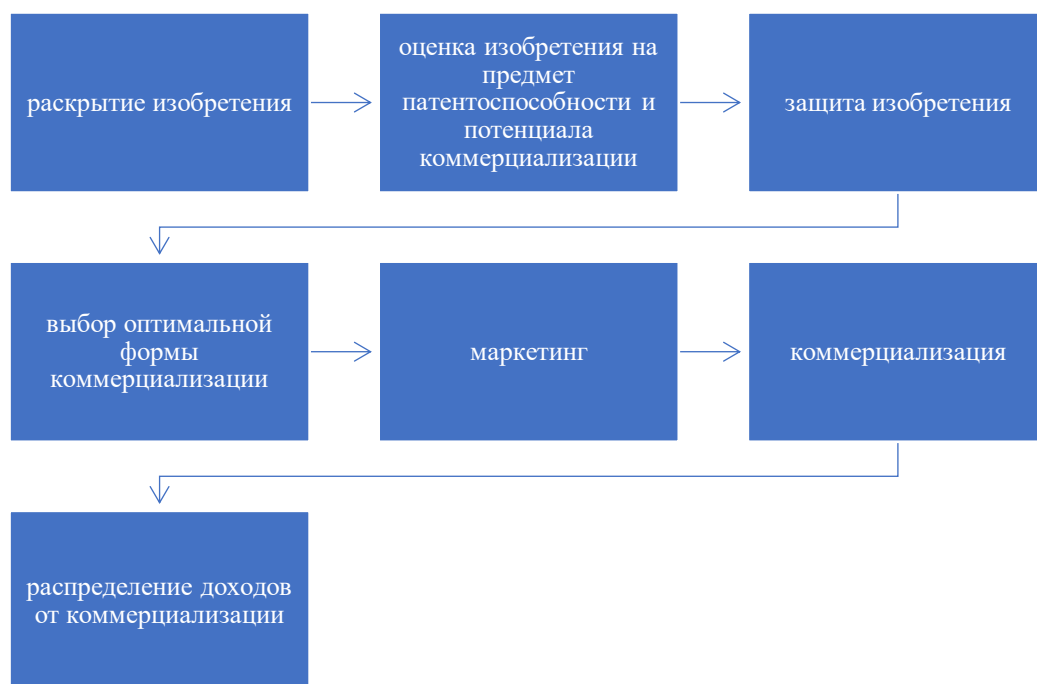 раскрытие изобретения
оценка изобретения на
предмет
патентоспособности и
потенциала
коммерциализации
защита изобретения
выбор оптимальной
формы
коммерциализации
маркетинг
коммерциализация
распределение доходов
от коммерциализации